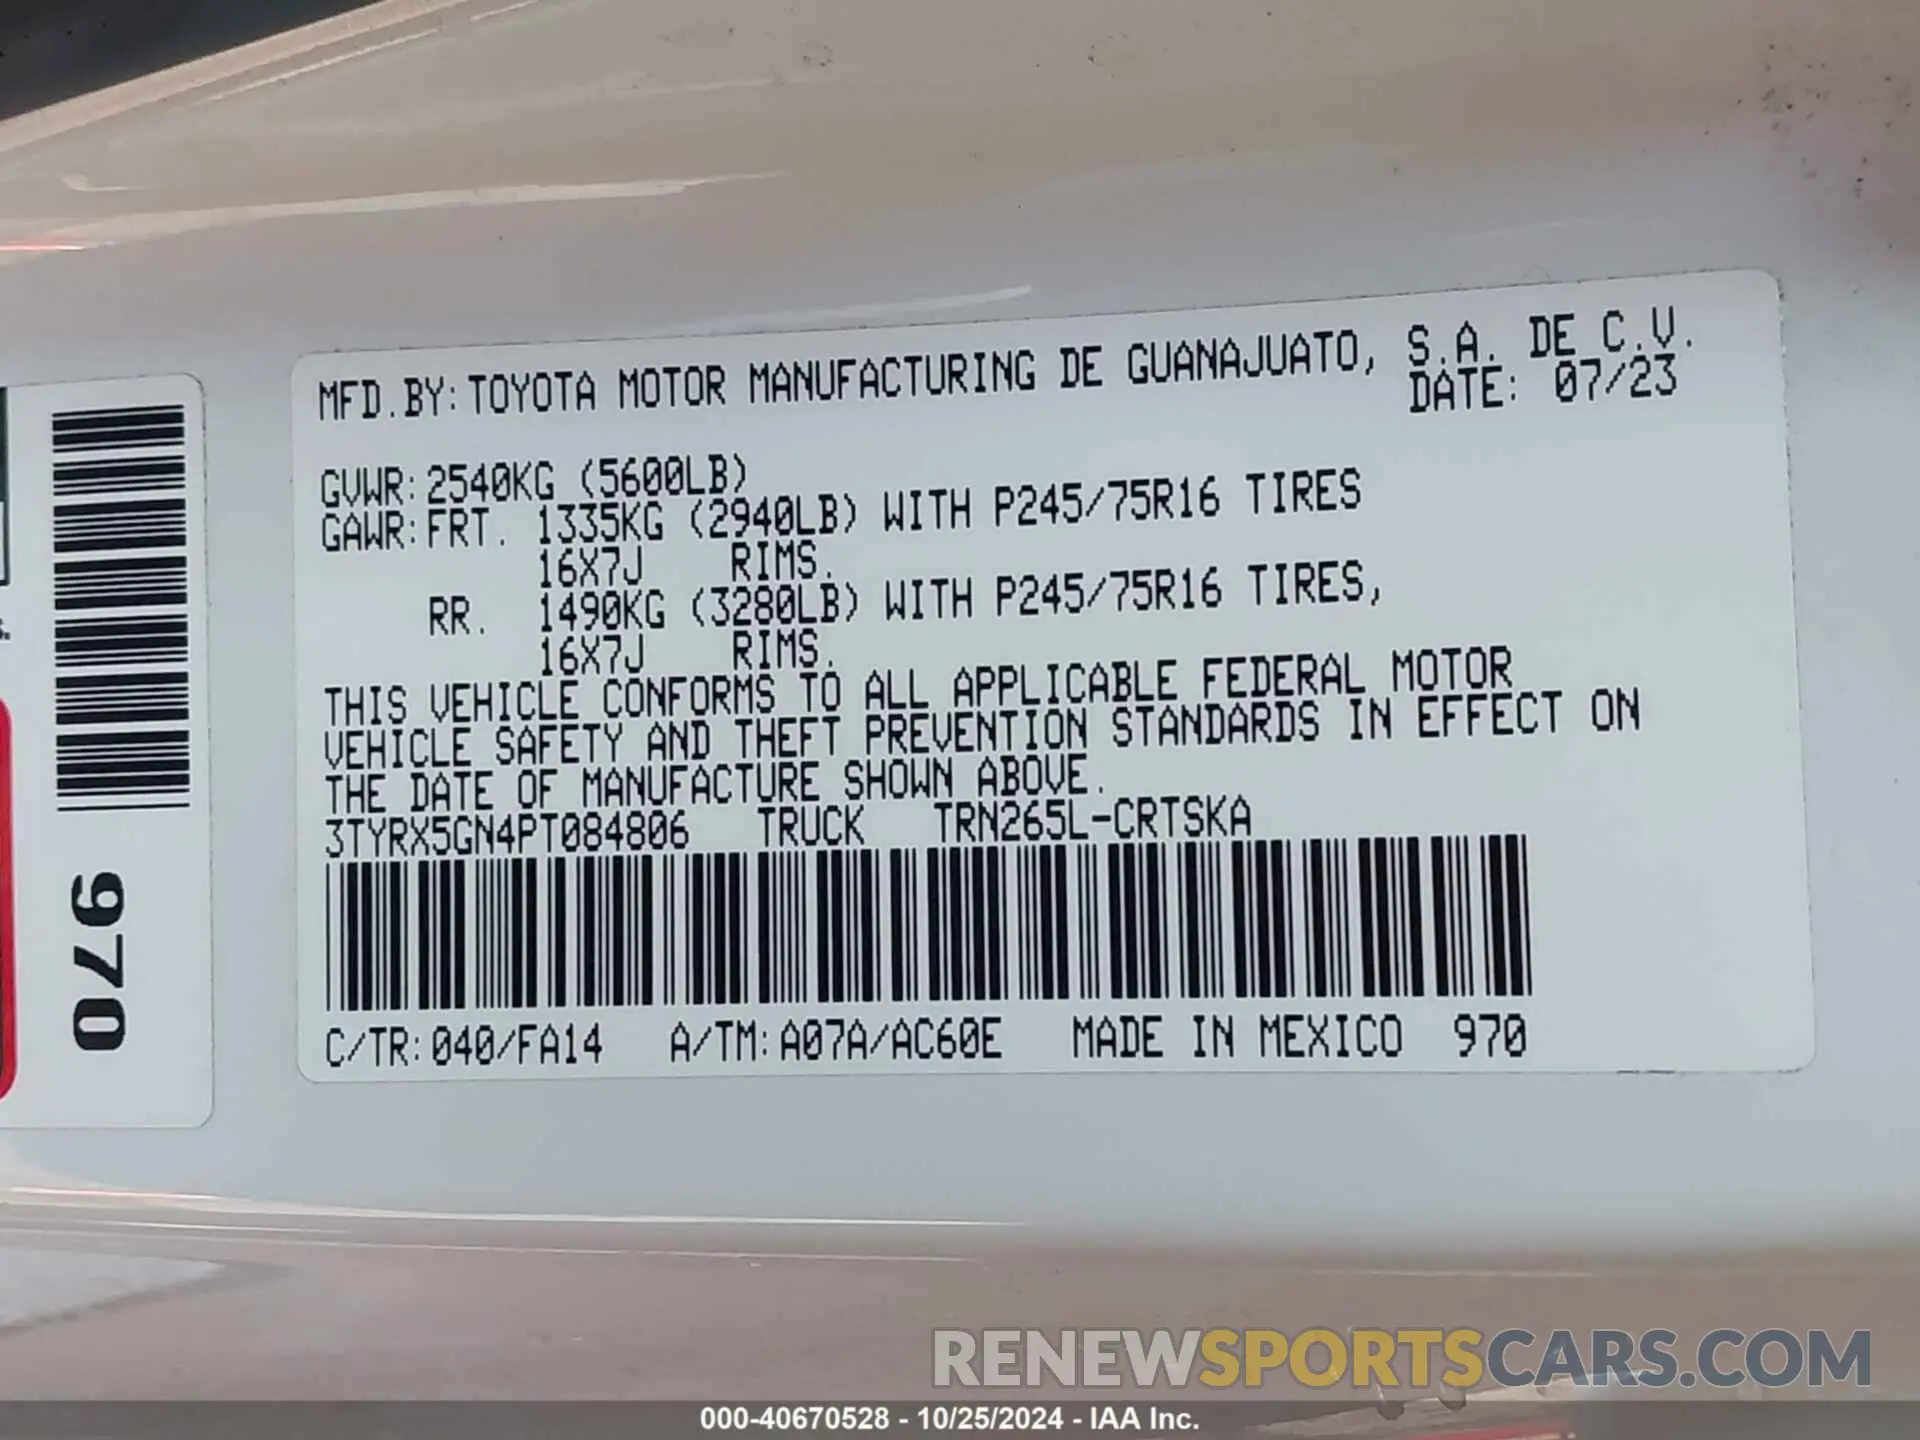 MFD.BY:TOYOTA MOTOR MANUFACTURING DE GUANAJUATO, S.A. DE C.V.
DATE: 07/23
GVWR:2540KG (5600LB)
GAWR:FRT. 1335KG (2940LB) WITH P245/75R16 TIRES
16X7J RIMS.
RR. 1490KG (3280LB) WITH P245/75R16 TIRES,
16X7J RIMS.
THIS VEHICLE CONFORMS TO ALL APPLICABLE FEDERAL MOTOR
VEHICLE SAFETY AND THEFT PREVENTION STANDARDS IN EFFECT ON
THE DATE OF MANUFACTURE SHOWN ABOVE.
3TYRX5GN4PT084806 TRUCK TRN265L-CRTSKA
C/TR:040/FA14 A/TM:A07A/AC60E MADE IN MEXICO 970
970
RENEWSPORTSCARS.COM
000-40670528 - 10/25/2024 - IAA Inc.